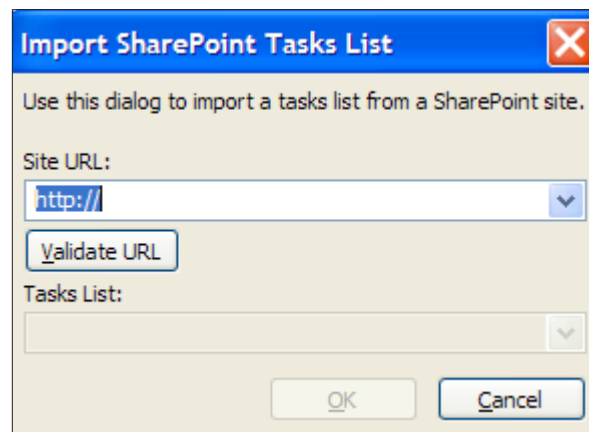 Import SharePoint Tasks List
Use this dialog to import a tasks list from a SharePoint site.
Site URL:
http://
Validate URL
Tasks List:
OK
Cancel